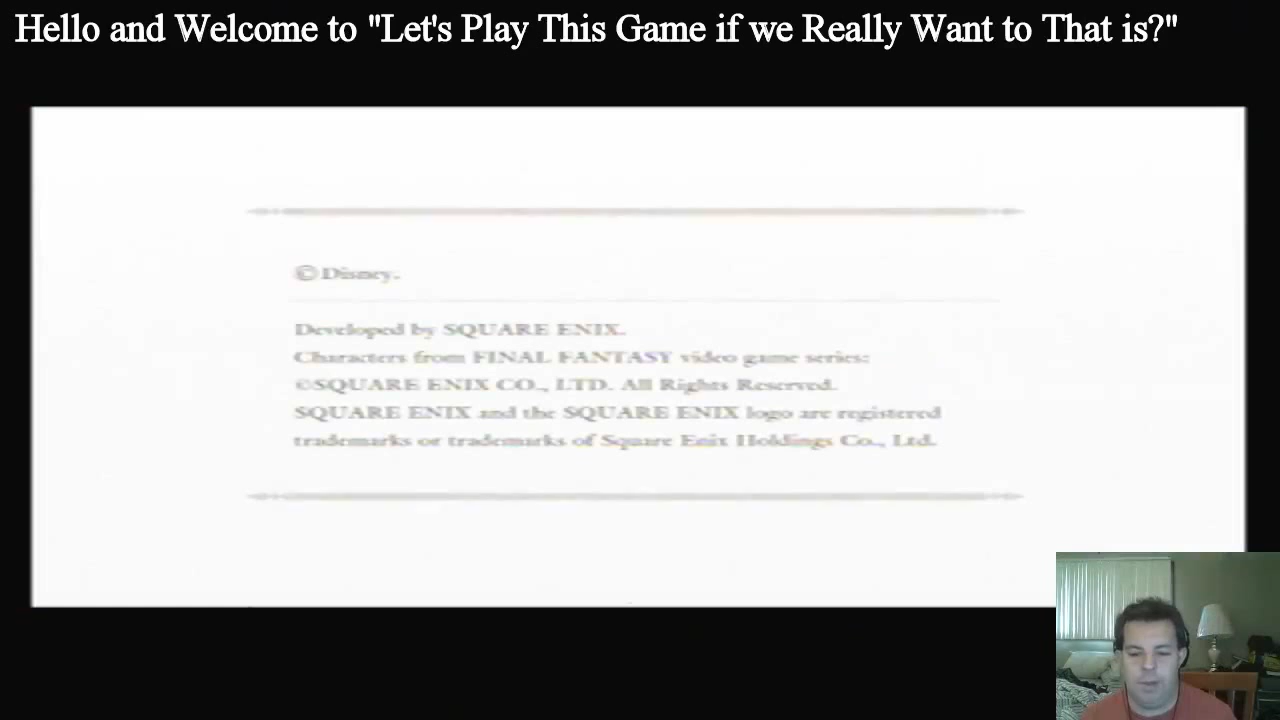 Hello and Welcome to "Let's Play This Game if we Really Want to That is?"
©Disney.
Developed by SQUARE ENIX.
Characters from FINAL FANTASY video game series:
©SQUARE ENIX CO., LTD. All Rights Reserved.
SQUARE ENIX and the SQUARE ENIX logo are registered
trademarks or trademarks of Square Enix Holdings Co., Ltd.